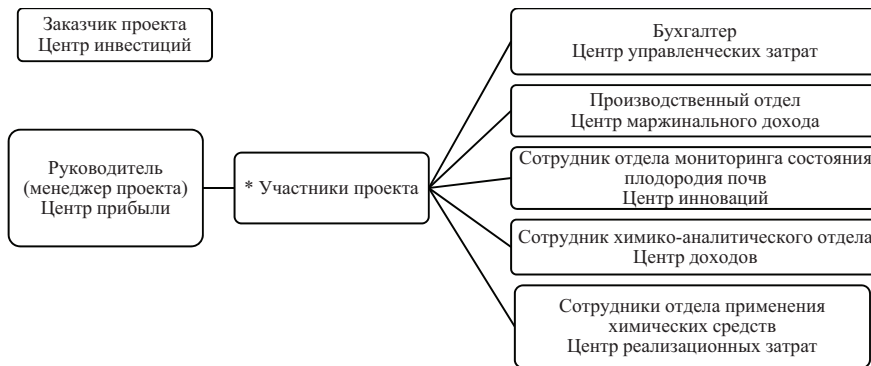 Заказчик проекта
Центр инвестиций
Руководитель
(менеджер проекта)
Центр прибыли
* Участники проекта
Бухгалтер
Центр управленческих затрат
Производственный отдел
Центр маржинального дохода
Сотрудник отдела мониторинга состояния
плодородия почв
Центр инноваций
Сотрудник химико-аналитического отдела
Центр доходов
Сотрудники отдела применения
химических средств
Центр реализационных затрат